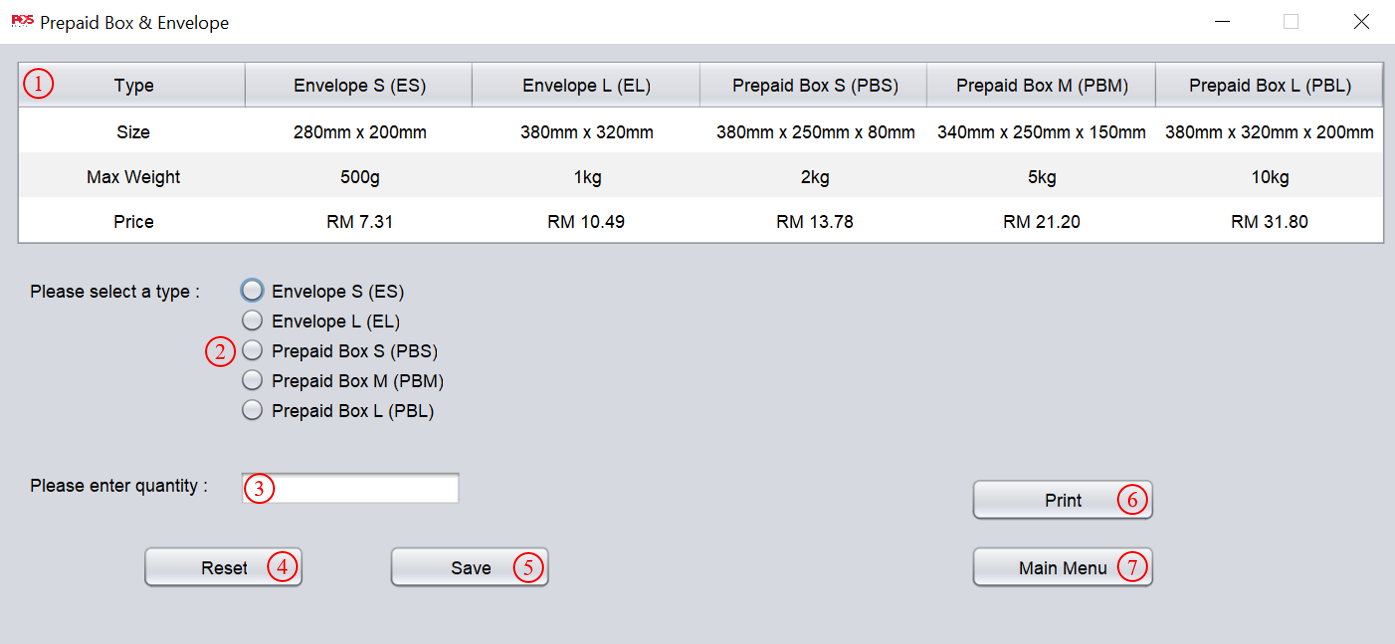 POS Prepaid Box & Envelope
1 Type Envelope S (ES) Envelope L (EL) Prepaid Box S (PBS) Prepaid Box M (PBM) Prepaid Box L (PBL)
Size 280mm x 200mm 380mm x 320mm 380mm x 250mm x 80mm 340mm x 250mm x 150mm 380mm x 320mm x 200mm
Max Weight 500g 1kg 2kg 5kg 10kg
Price RM 7.31 RM 10.49 RM 13.78 RM 21.20 RM 31.80
Please select a type : Envelope S (ES)
Envelope L (EL)
2 Prepaid Box S (PBS)
Prepaid Box M (PBM)
Prepaid Box L (PBL)
Please enter quantity : 3
Print 6
Reset 4 Save 5 Main Menu 7